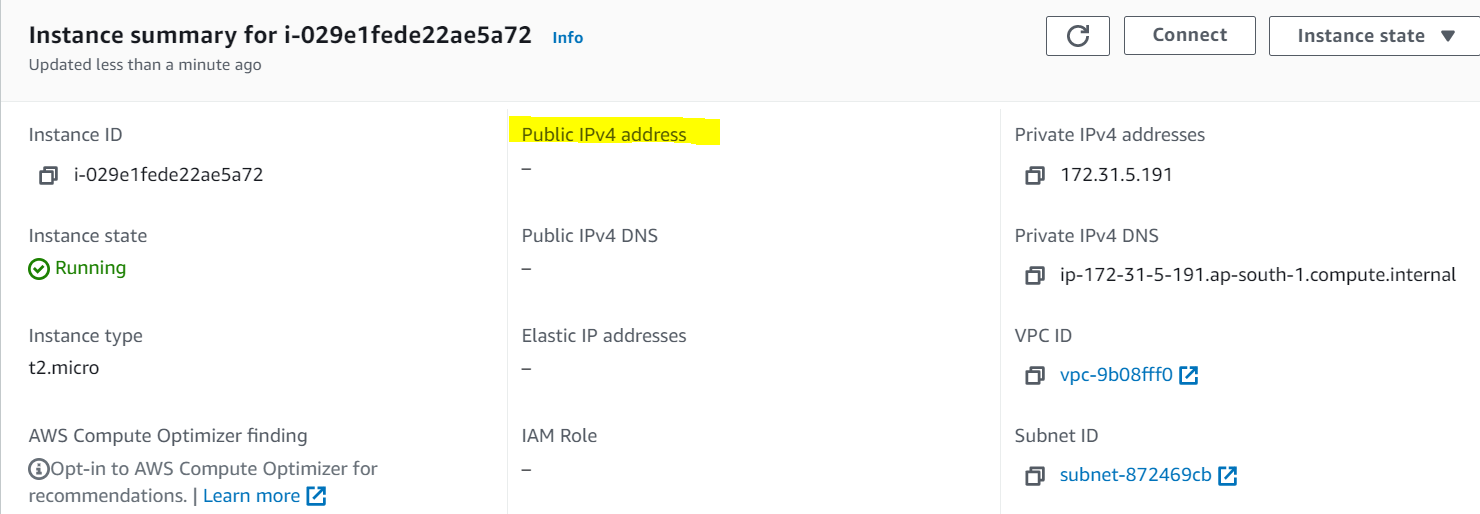 Instance summary for i-029e1fede22ae5a72 Info
Updated less than a minute ago
Connect
Instance state
Instance ID
i-029e1fede22ae5a72
Public IPv4 address
–
Private IPv4 addresses
172.31.5.191
Instance state
Running
Public IPv4 DNS
–
Private IPv4 DNS
ip-172-31-5-191.ap-south-1.compute.internal
Instance type
t2.micro
Elastic IP addresses
–
VPC ID
vpc-9b08fff0
AWS Compute Optimizer finding
Opt-in to AWS Compute Optimizer for
recommendations. | Learn more
IAM Role
–
Subnet ID
subnet-872469cb